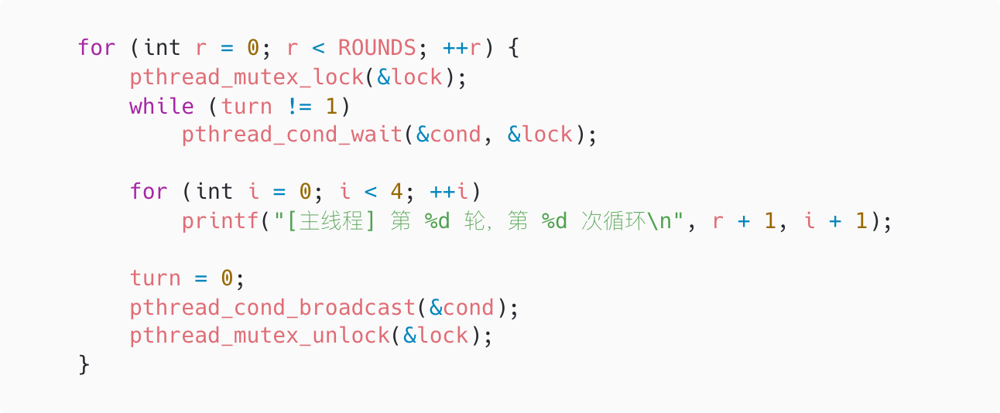 for (int r = 0; r < ROUNDS; ++r) {
    pthread_mutex_lock(&lock);
    while (turn != 1)
        pthread_cond_wait(&cond, &lock);

    for (int i = 0; i < 4; ++i)
        printf("[主线程] 第 %d 轮，第 %d 次循环\n", r + 1, i + 1);

    turn = 0;
    pthread_cond_broadcast(&cond);
    pthread_mutex_unlock(&lock);
}